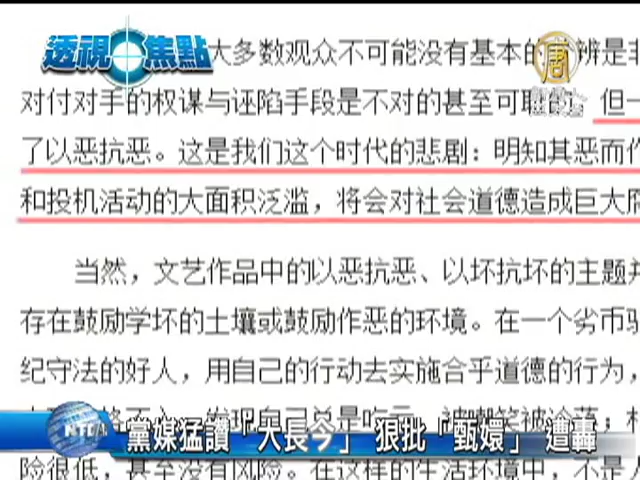 透視焦點
大多数观众不可能没有基本的 辨是非
对付对手的权谋与诬陷手段是不对的甚至可 但一
了以恶抗恶。这是我们这个时代的悲剧：明知其恶而作
和投机活动的大面积泛滥，将会对社会道德造成巨大
当然，文艺作品中的以恶抗恶、以坏抗坏的主题并
存在鼓励学坏的土壤或鼓励作恶的环境。在一个劣币驱
纪守法的好人，用自己的行动去实施合乎道德的行为，
NTD
黨媒猛讚「大長今」 狠批「甄嬛」 遭轟
险很低，甚至没有风险。在这样的生活环境中，不是人